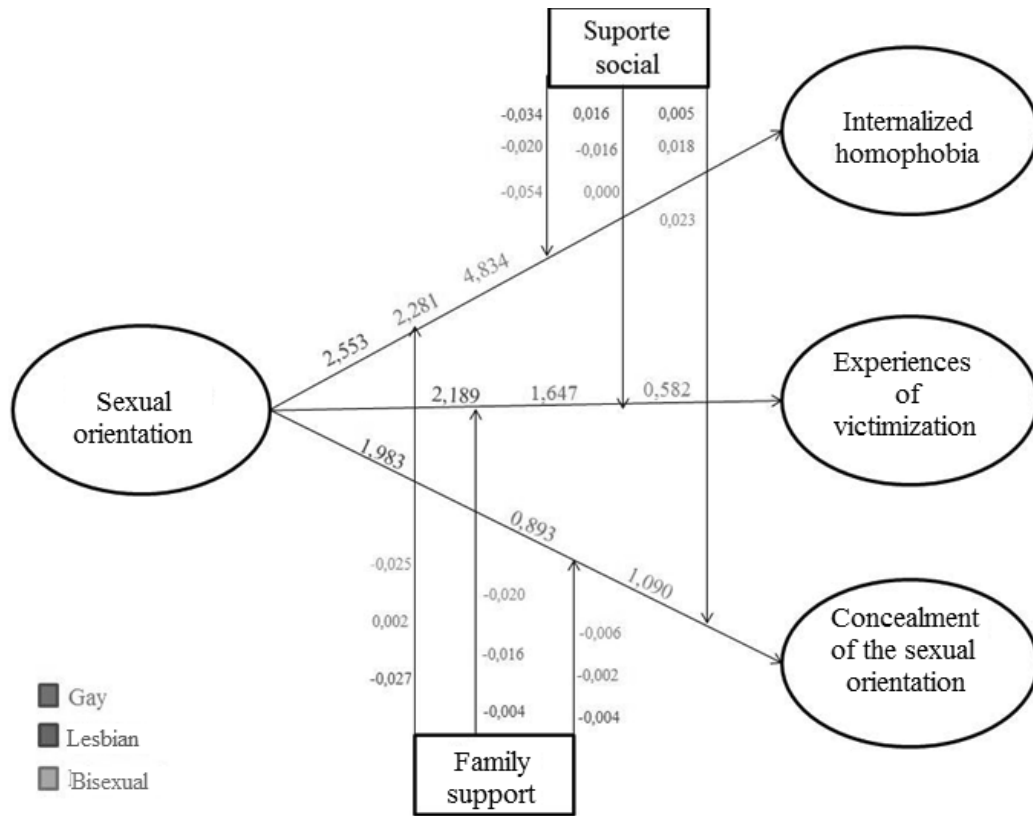 Suporte
social
-0,034
0,016
0,005
-0,020
-0,016
0,018
-0,054
0,000
0,023
Internalized
homophobia
4,834
2,281
2,553
Sexual
orientation
2,189
1,647
0,582
Experiences
of
victimization
1,983
0,893
1,090
-0,025
-0,020
-0,006
0,002
-0,016
-0,002
-0,027
-0,004
-0,004
Concealment
of the sexual
orientation
Gay
Lesbian
Bisexual
Family
support